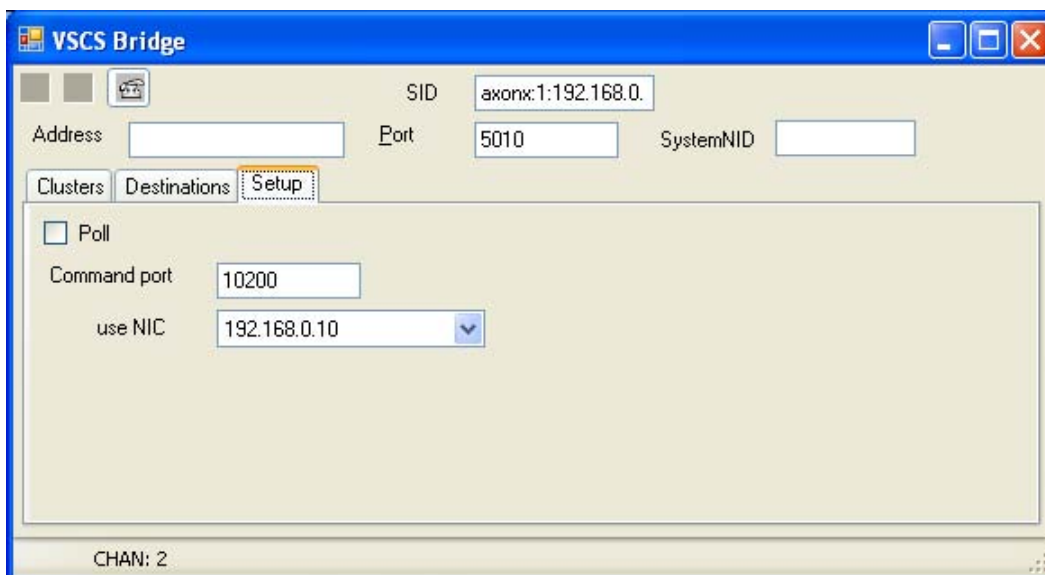 VSCS Bridge
SID axonx:1:192.168.0.
Address Port 5010 SystemNID
Clusters Destinations Setup
Poll
Command port 10200
use NIC 192.168.0.10
CHAN: 2